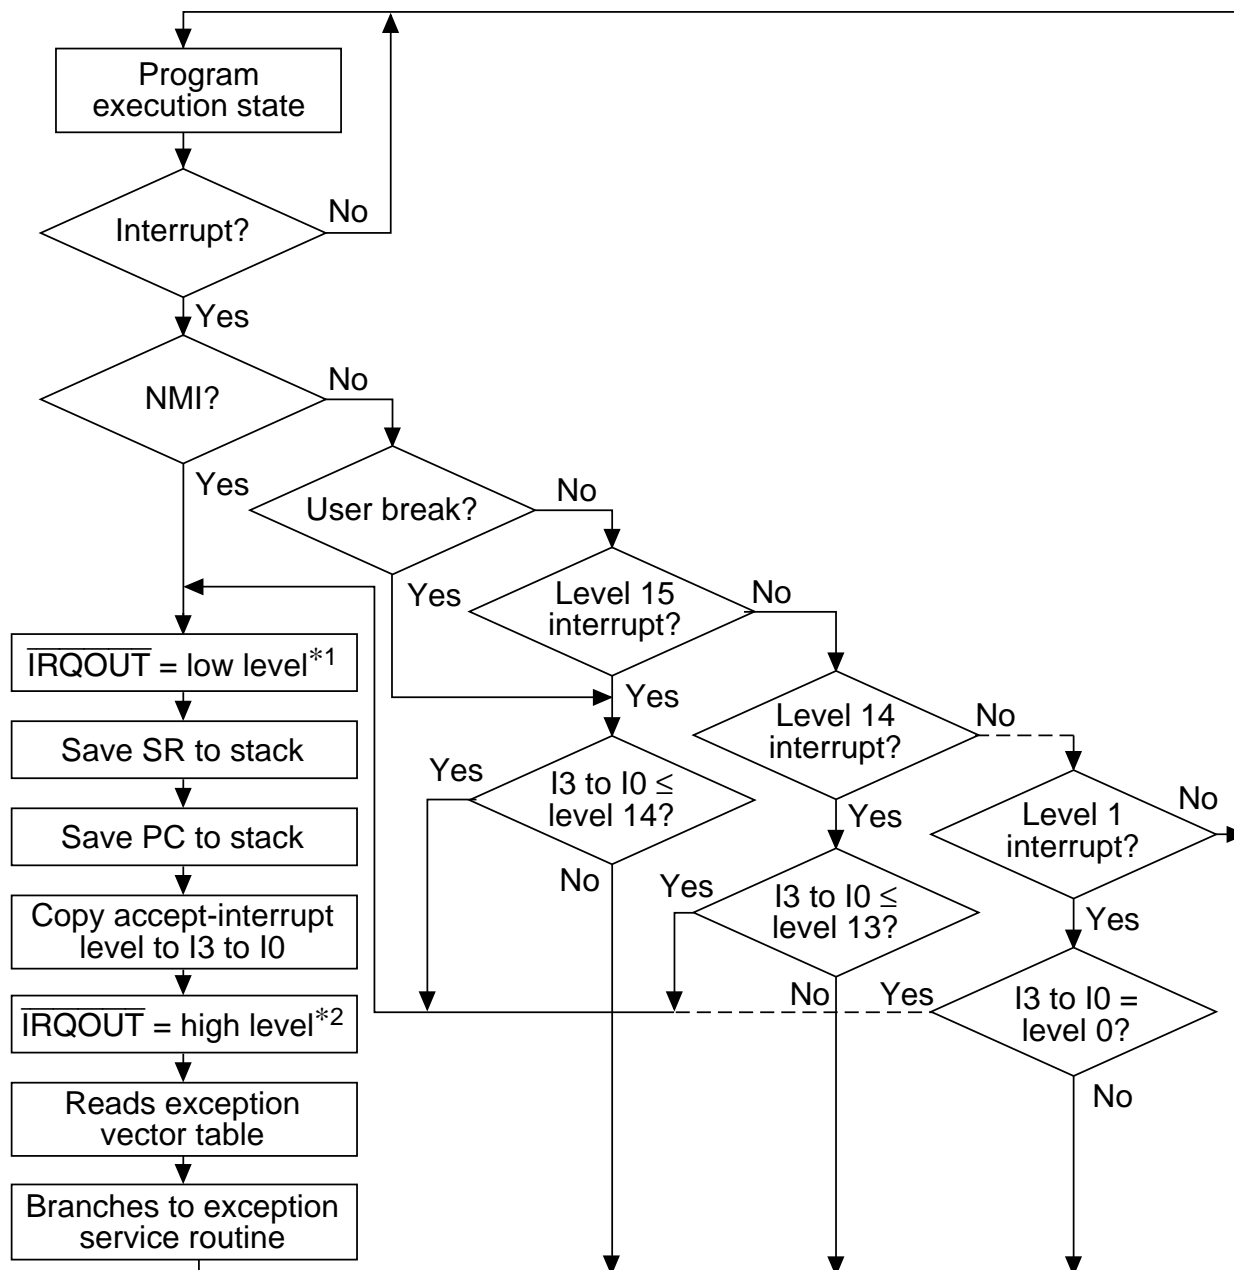 Program
execution state
Interrupt?
No
Yes
NMI?
No
Yes
User break?
No
Yes
Level 15
interrupt?
No
Yes
Level 14
interrupt?
No
Yes
Level 1
interrupt?
No
Yes
I3 to I0 ≤
level 14?
Yes
No
I3 to I0 ≤
level 13?
Yes
No
I3 to I0 =
level 0?
Yes
No
IRQOUT = low level*1
Save SR to stack
Save PC to stack
Copy accept-interrupt
level to I3 to I0
IRQOUT = high level*2
Reads exception
vector table
Branches to exception
service routine